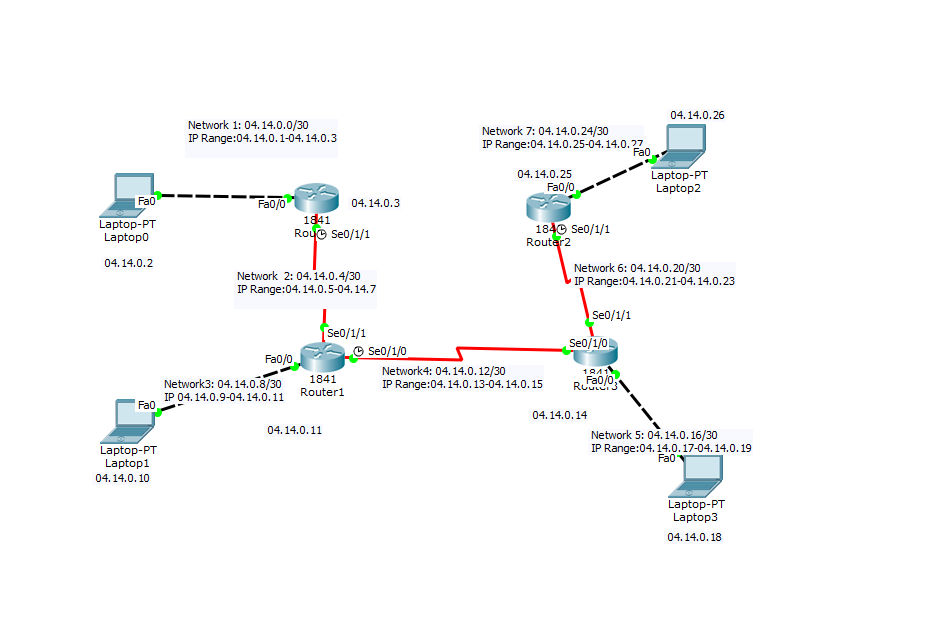 04.14.0.26
Network 1: 04.14.0.0/30
IP Range:04.14.0.1-04.14.0.3
Network 7: 04.14.0.24/30
IP Range:04.14.0.25-04.14.0.27
Fa0
Laptop-PT
Laptop2
04.14.0.25
Fa0/0
Fa0
Fa0/0
04.14.0.3
1841
Se0/1/1
Laptop-PT
Laptop0
04.14.0.2
Se0/1/1
Router2
Network 2: 04.14.0.4/30
IP Range:04.14.0.5-04.14.7
Network 6: 04.14.0.20/30
IP Range:04.14.0.21-04.14.0.23
Se0/1/1
Se0/1/1
Se0/1/0
Se0/1/0
Fa0/0
1841
Router1
Network4: 04.14.0.12/30
IP Range:04.14.0.13-04.14.0.15
1841
Fa0/0
Router3
Network3: 04.14.0.8/30
IP 04.14.0.9-04.14.0.11
Fa0
04.14.0.14
04.14.0.11
Laptop-PT
Laptop1
04.14.0.10
Network 5: 04.14.0.16/30
IP Range:04.14.0.17-04.14.0.19
Fa0
Laptop-PT
Laptop3
04.14.0.18